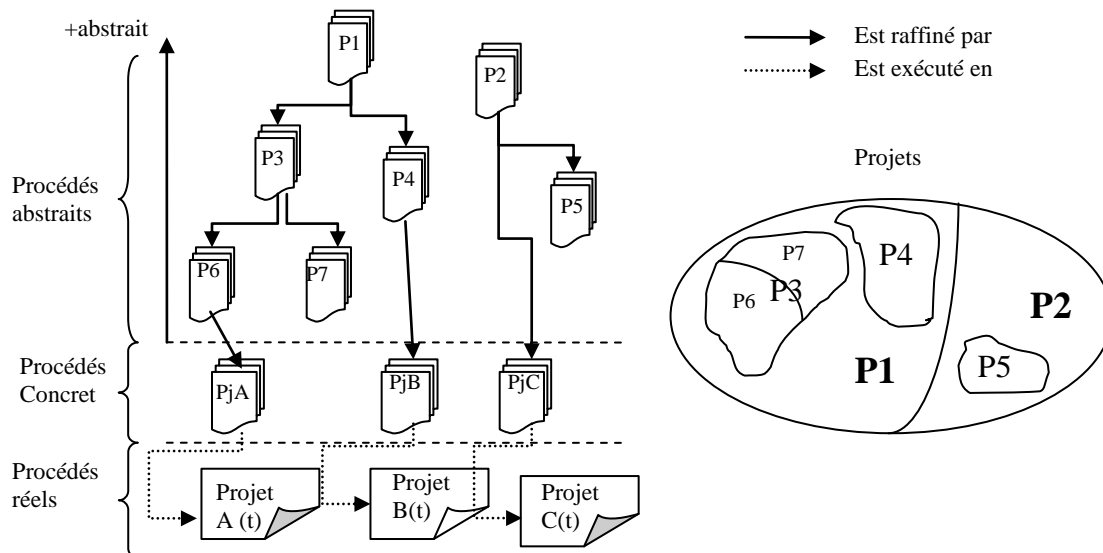 +abstrait
P1
P2
Est raffiné par
Est exécuté en
P3
P4
P5
Procédés
abstraits
P6
P7
Projets
P7
P4
P6
P3
P2
P5
P1
Procédés
Concret
PjA
PjB
PjC
Procédés
réels
Projet
A (t)
Projet
B(t)
Projet
C(t)